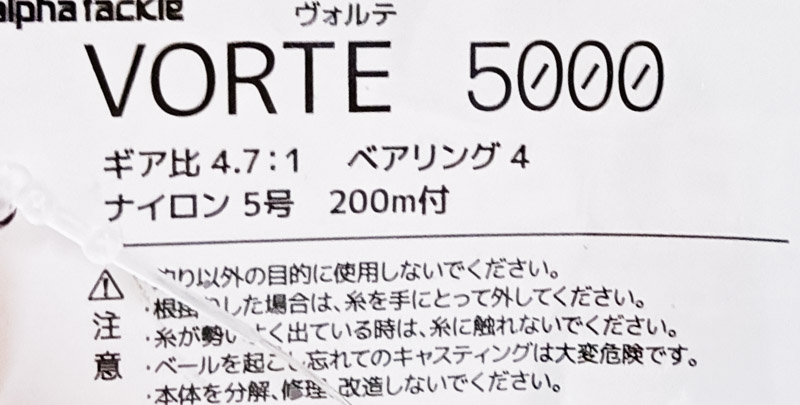 alpha tackle
ヴォルテ
VORTE 5000
ギア比 4.7:1 ベアリング 4
ナイロン 5号 200m付
⚠注意
り以外の目的に使用しないでください。
・根掛 した場合は、糸を手にとって外してください。
・糸が勢い よく出ている時は、糸に触れないでください。
・ベールを起こ 忘れてのキャスティングは大変危険です。
・本体を分解、修理 改造しないでください。